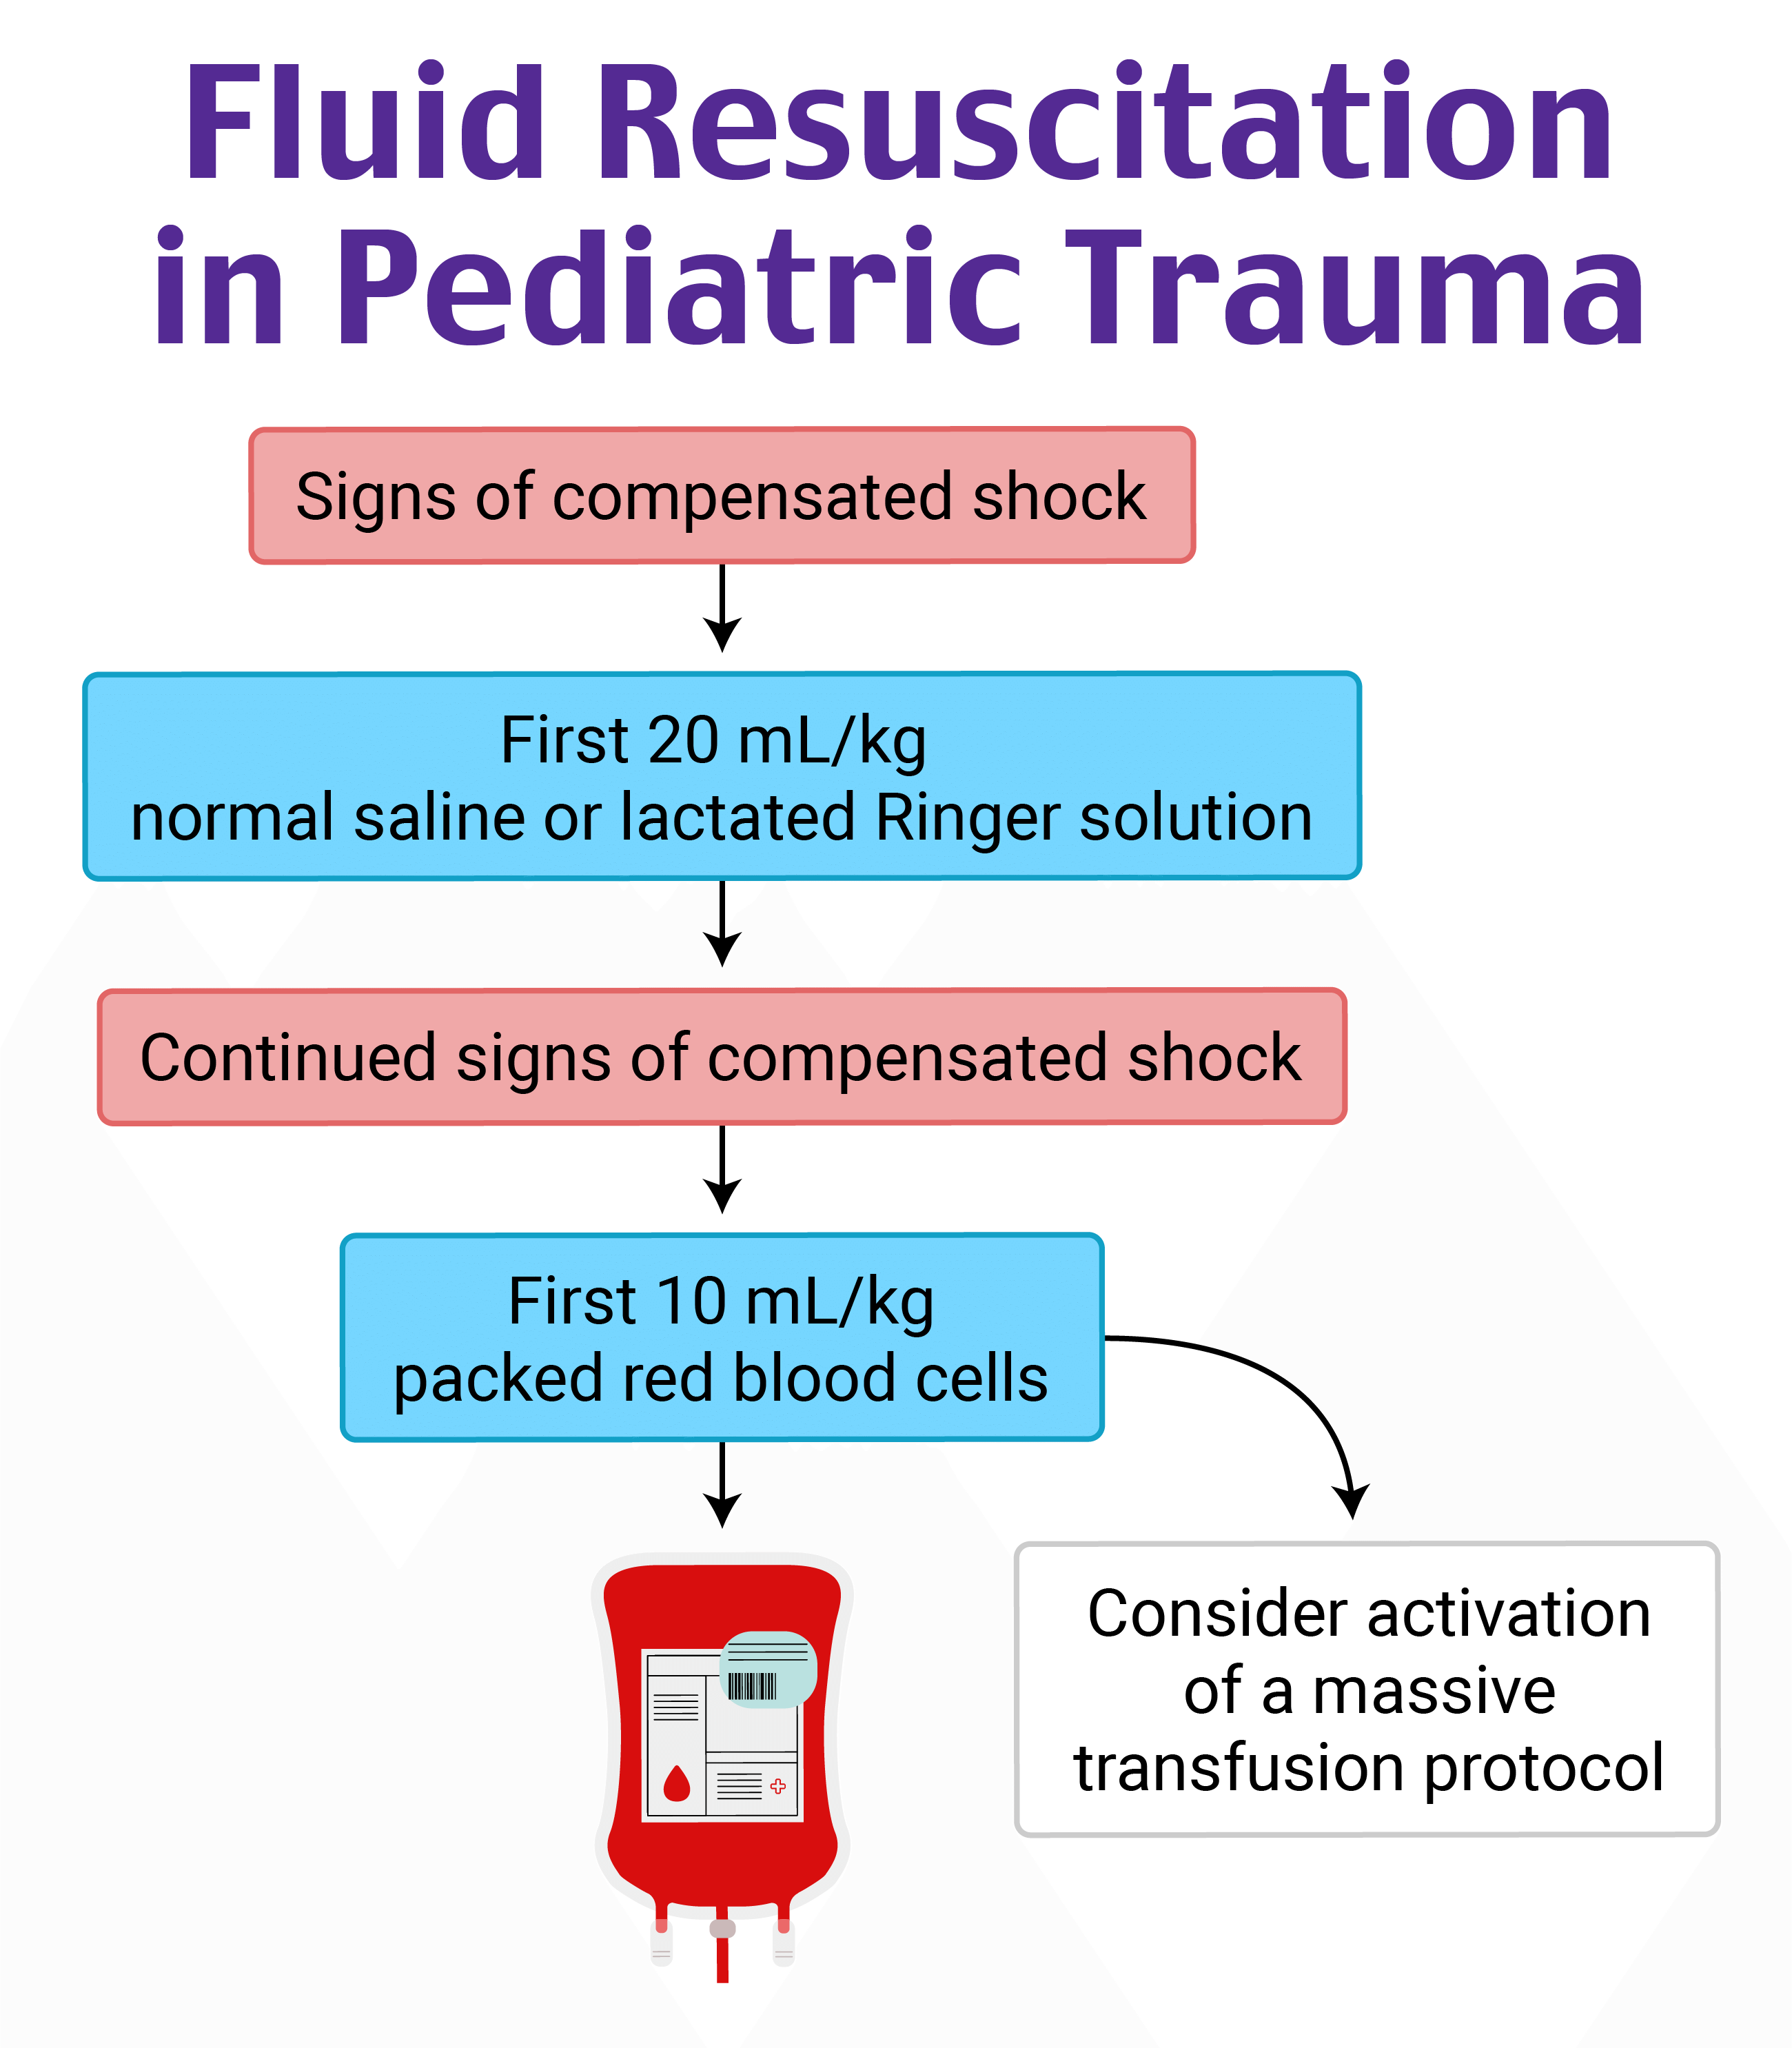 Fluid Resuscitation
in Pediatric Trauma
Signs of compensated shock
First 20 mL/kg
normal saline or lactated Ringer solution
Continued signs of compensated shock
First 10 mL/kg
packed red blood cells
Consider activation
of a massive
transfusion protocol